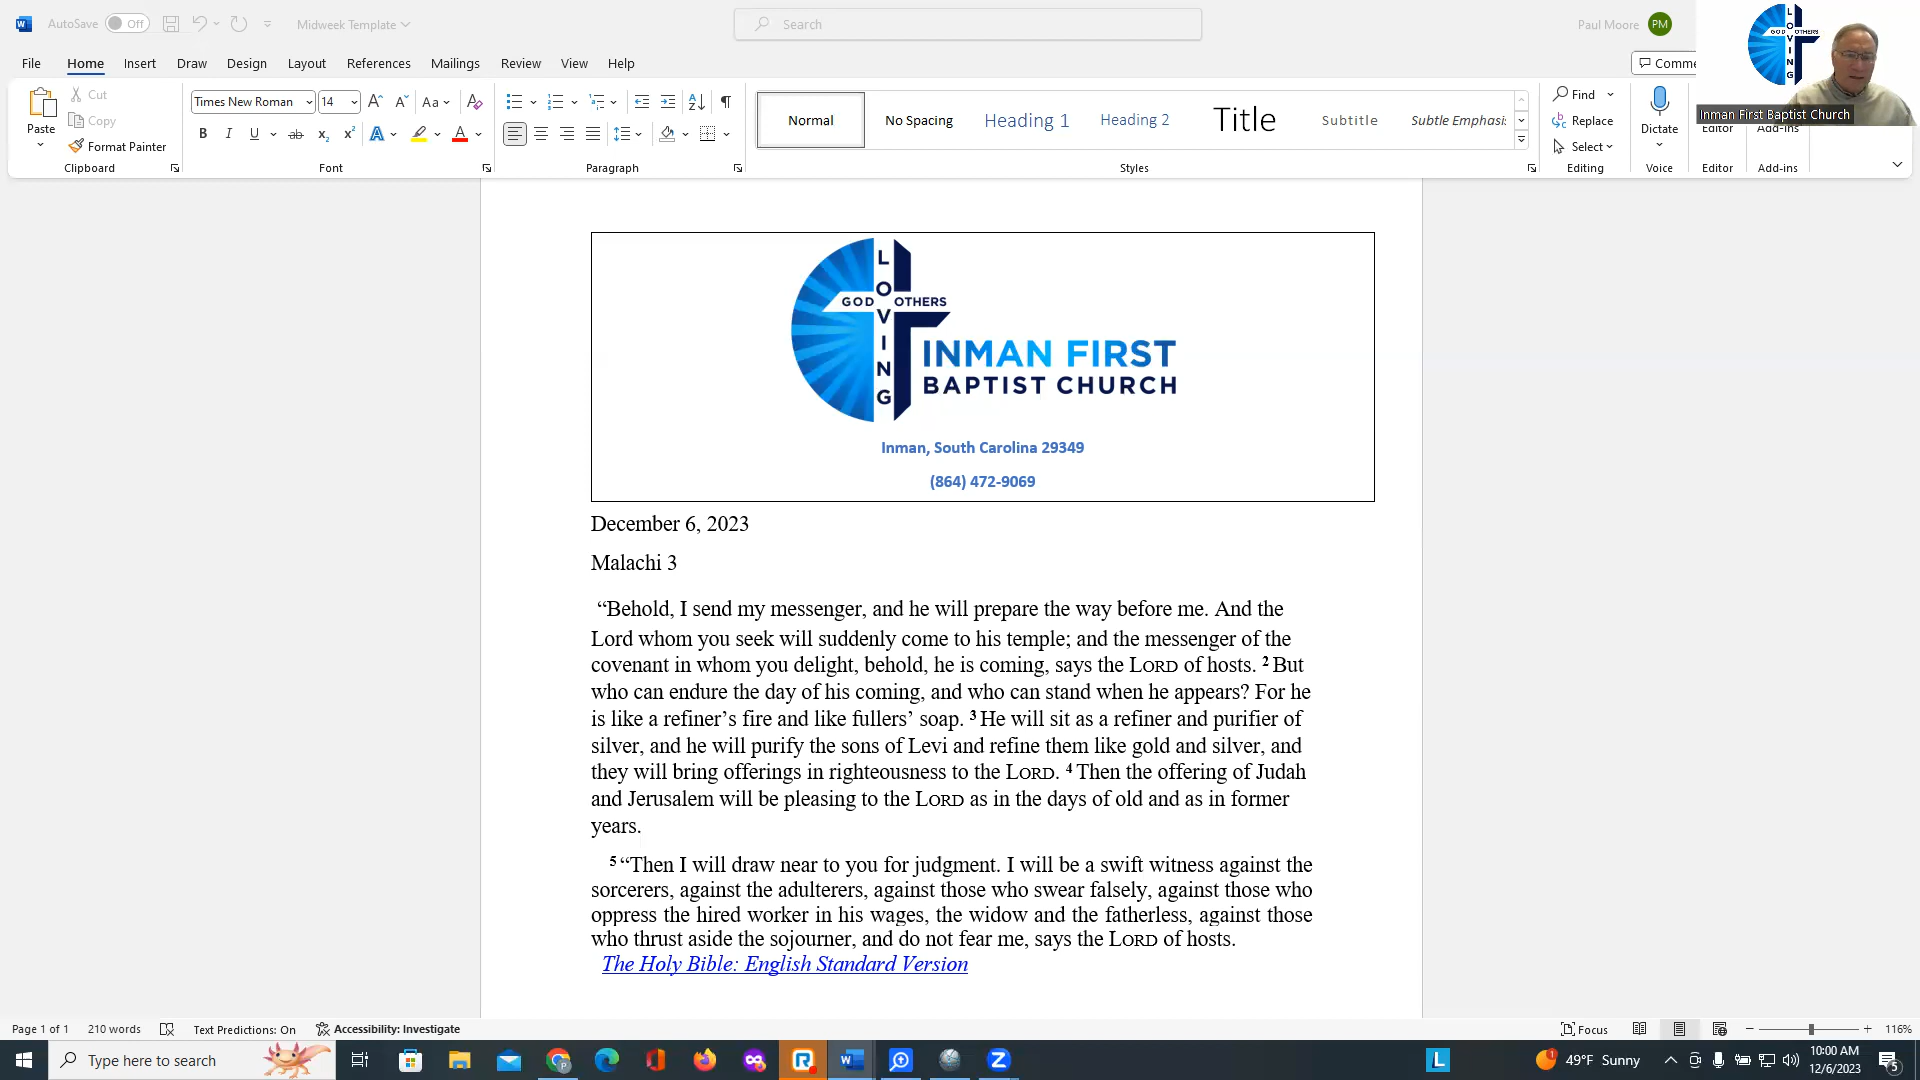 AutoSave Off Midweek Template Search Paul Moore PM
File Home Insert Draw Design Layout References Mailings Review View Help Comme
Paste Cut Copy Format Painter Clipboard
Times New Roman 14 Aa Font
Paragraph
Normal No Spacing Heading 1 Heading 2 Title Subtitle Subtle Emphasis Styles
Find Replace Select Editing
Dictate Voice
Editor Editor
Add-ins Add-ins
LOVING
GOD OTHERS
Inman First Baptist Church
LOVING
GOD OTHERS
INMAN FIRST
BAPTIST CHURCH
Inman, South Carolina 29349
(864) 472-9069
December 6, 2023
Malachi 3
“Behold, I send my messenger, and he will prepare the way before me. And the
Lord whom you seek will suddenly come to his temple; and the messenger of the
covenant in whom you delight, behold, he is coming, says the LORD of hosts. 2 But
who can endure the day of his coming, and who can stand when he appears? For he
is like a refiner’s fire and like fullers’ soap. 3 He will sit as a refiner and purifier of
silver, and he will purify the sons of Levi and refine them like gold and silver, and
they will bring offerings in righteousness to the LORD. 4 Then the offering of Judah
and Jerusalem will be pleasing to the LORD as in the days of old and as in former
years.
5 “Then I will draw near to you for judgment. I will be a swift witness against the
sorcerers, against the adulterers, against those who swear falsely, against those who
oppress the hired worker in his wages, the widow and the fatherless, against those
who thrust aside the sojourner, and do not fear me, says the LORD of hosts.
The Holy Bible: English Standard Version
Page 1 of 1 210 words Text Predictions: On Accessibility: Investigate Focus 116%
Type here to search 49°F Sunny 10:00 AM
12/6/2023 5